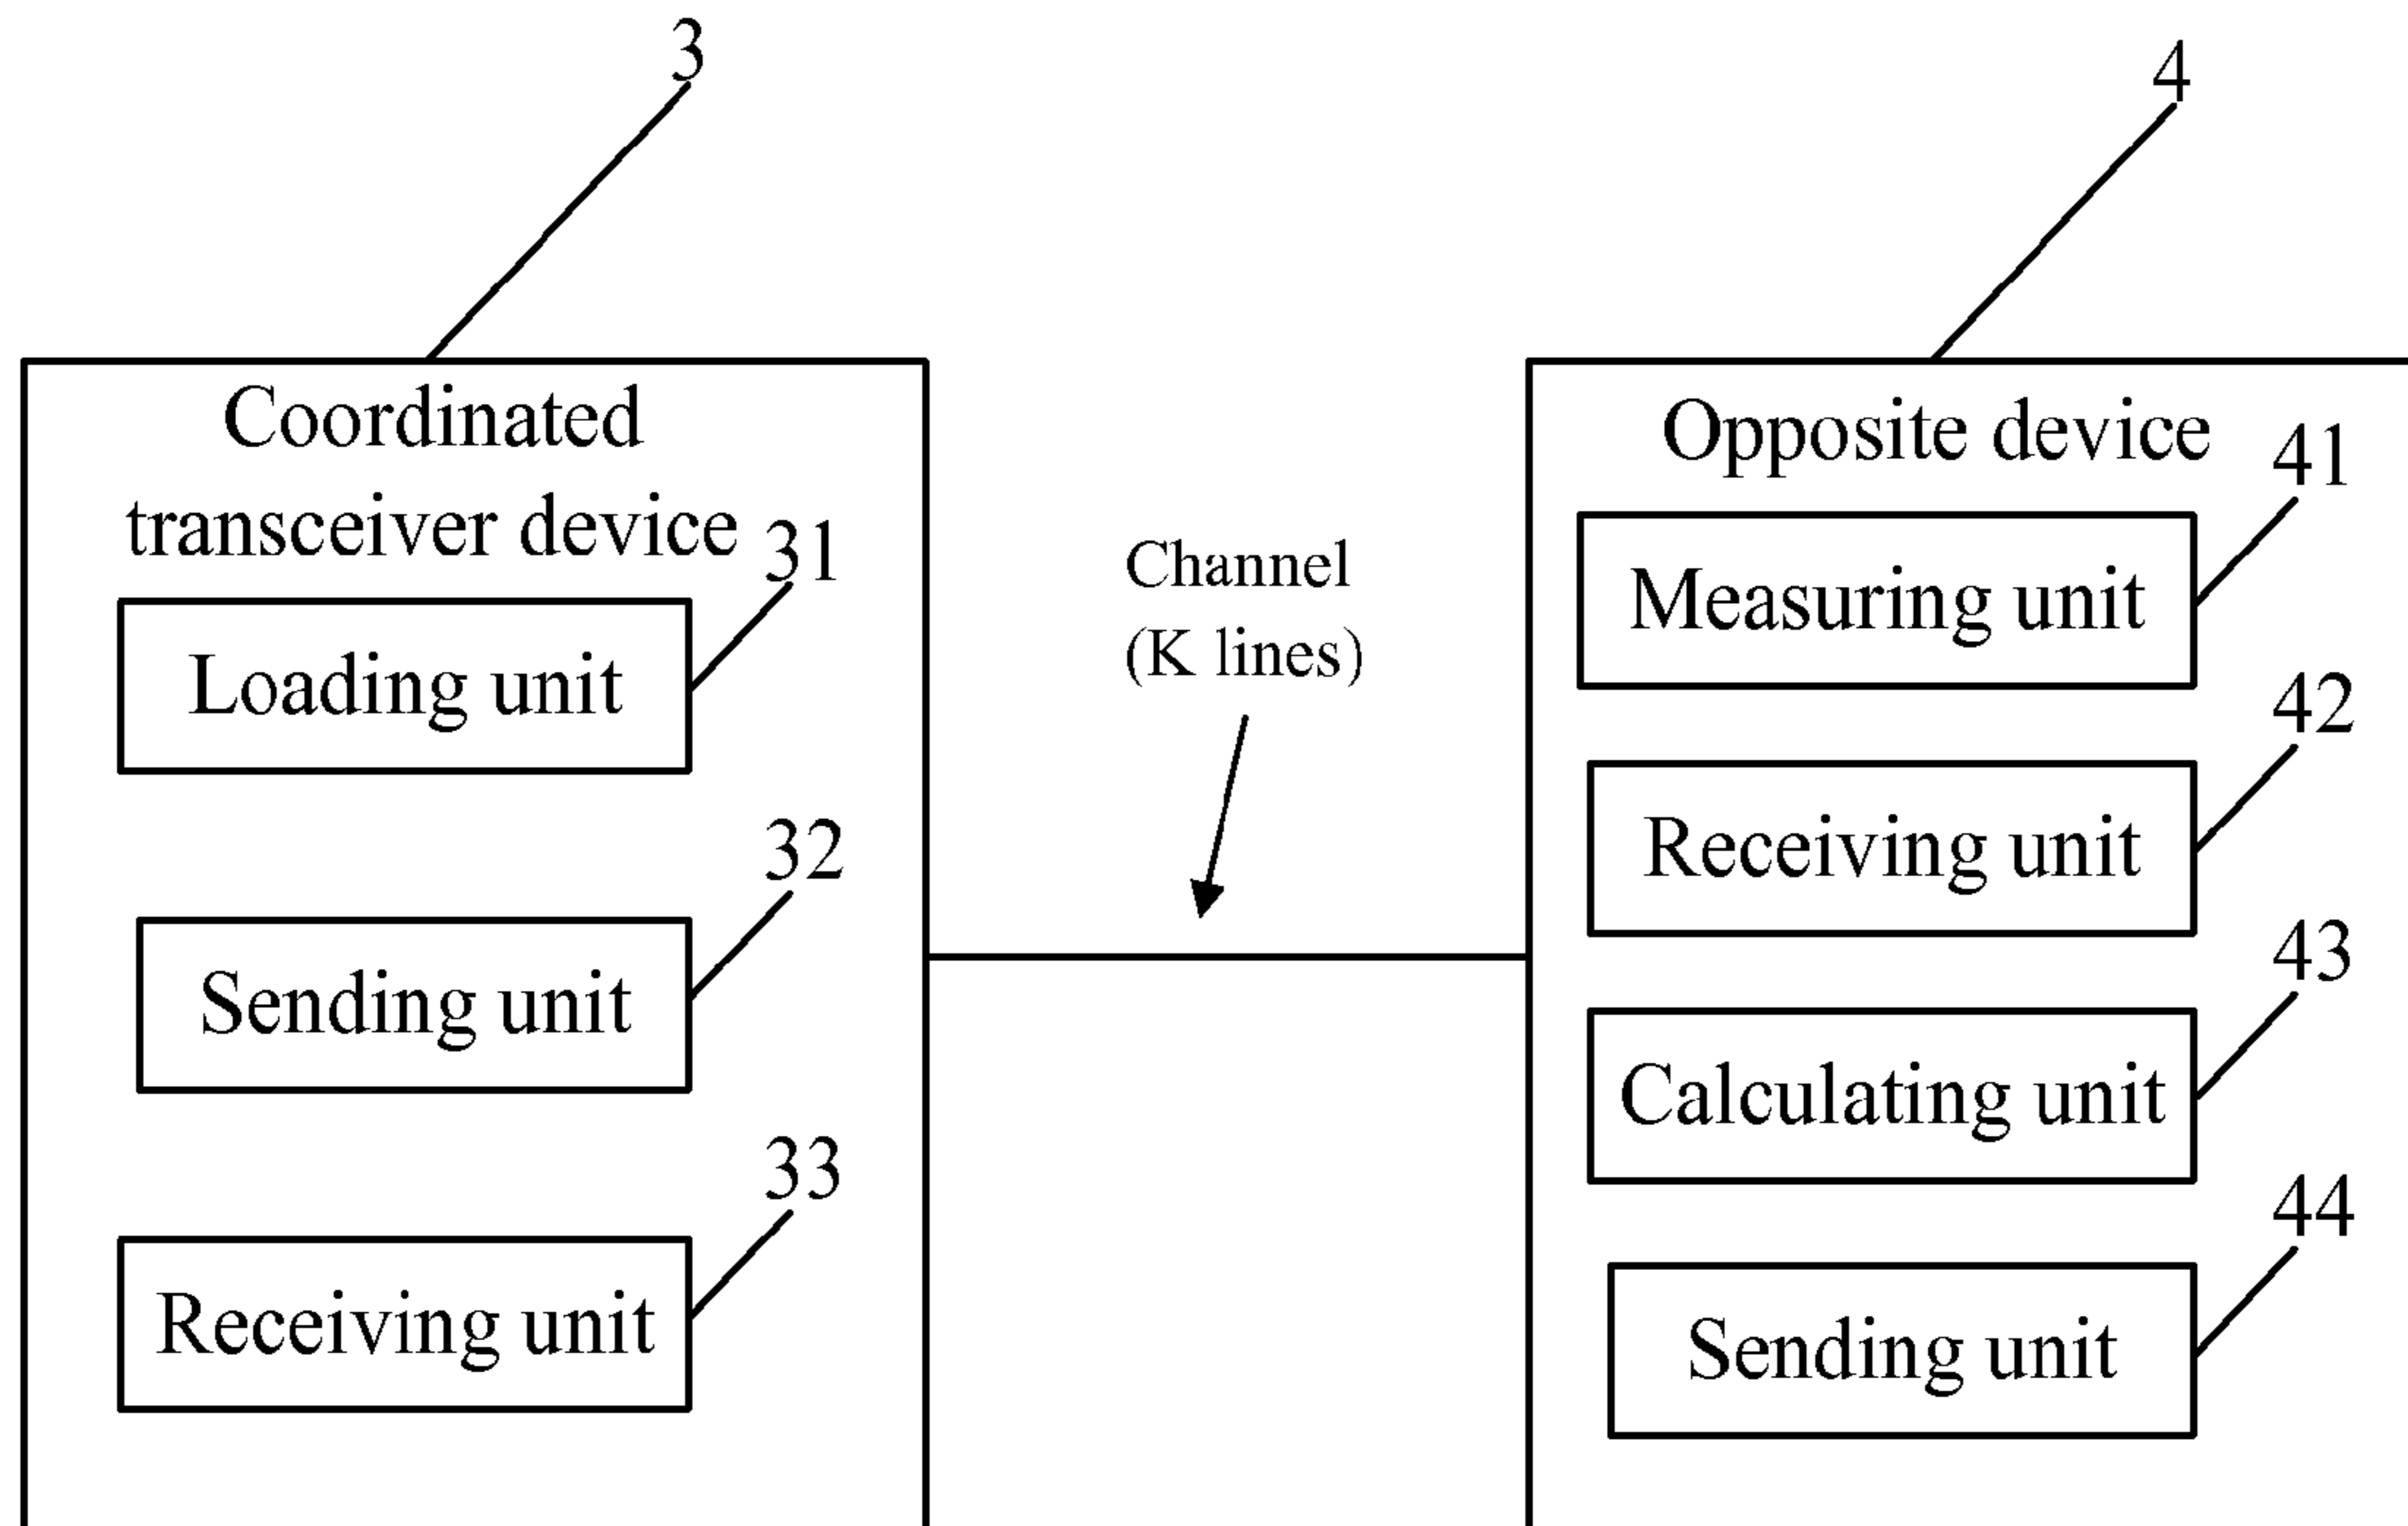 3
4
Coordinated
transceiver device
31
Loading unit
32
Sending unit
33
Receiving unit
Channel
(K lines)
Opposite device
41
Measuring unit
42
Receiving unit
43
Calculating unit
44
Sending unit